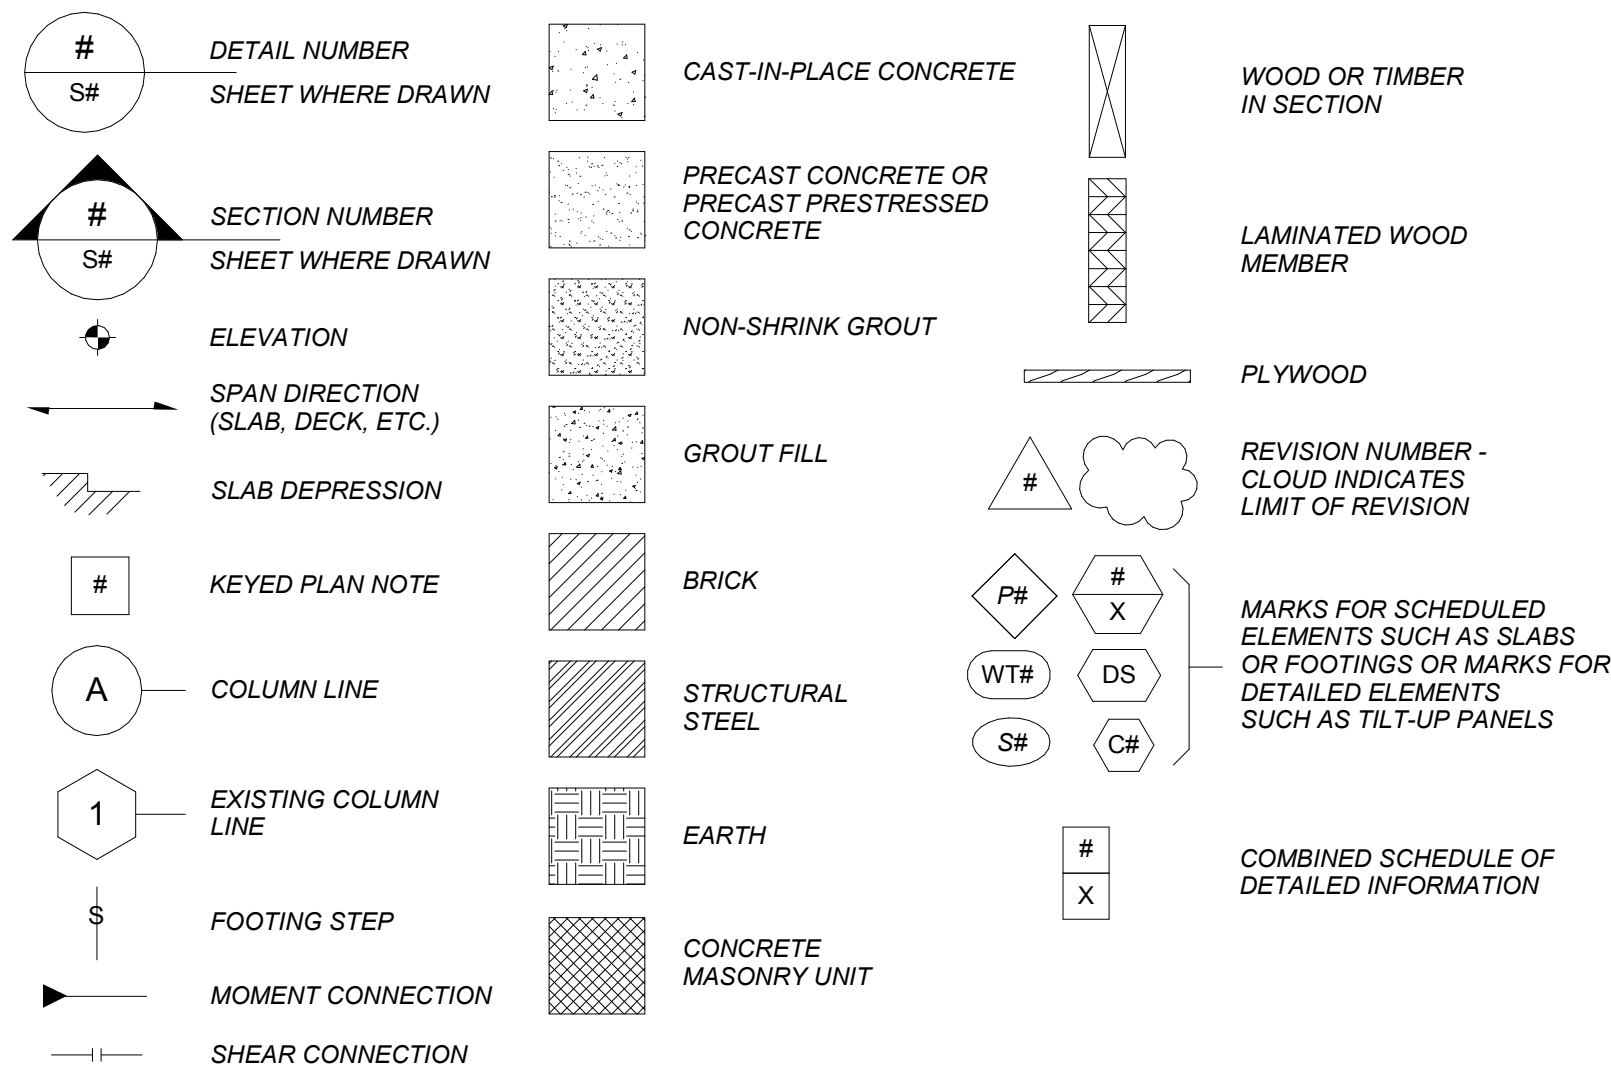 #
DETAIL NUMBER
S#
SHEET WHERE DRAWN
#
SECTION NUMBER
S#
SHEET WHERE DRAWN
ELEVATION
SPAN DIRECTION
(SLAB, DECK, ETC.)
SLAB DEPRESSION
#
KEYED PLAN NOTE
A
COLUMN LINE
1
EXISTING COLUMN
LINE
S
FOOTING STEP
MOMENT CONNECTION
SHEAR CONNECTION
CAST-IN-PLACE CONCRETE
PRECAST CONCRETE OR
PRECAST PRESTRESSED
CONCRETE
NON-SHRINK GROUT
GROUT FILL
BRICK
STRUCTURAL
STEEL
EARTH
CONCRETE
MASONRY UNIT
WOOD OR TIMBER
IN SECTION
LAMINATED WOOD
MEMBER
PLYWOOD
#
REVISION NUMBER -
CLOUD INDICATES
LIMIT OF REVISION
P#
#
X
WT#
DS
S#
C#
MARKS FOR SCHEDULED
ELEMENTS SUCH AS SLABS
OR FOOTINGS OR MARKS FOR
DETAILED ELEMENTS
SUCH AS TILT-UP PANELS
#
X
COMBINED SCHEDULE OF
DETAILED INFORMATION